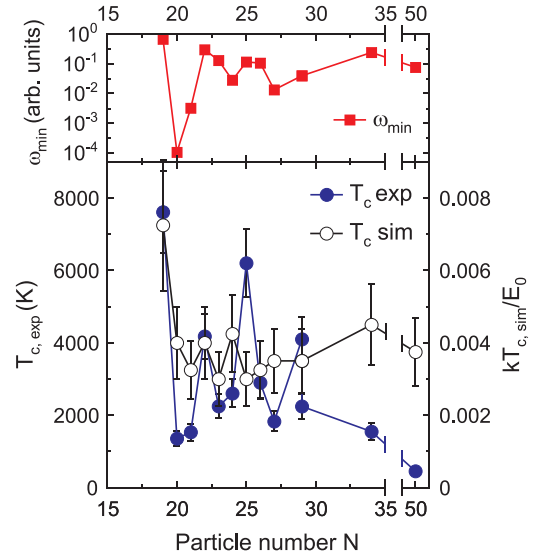 15 20 25 30 35 50
10^0
10^-1
10^-2
10^-3
10^-4
ω_min (arb. units)
ω_min
8000
6000
4000
2000
0
T_c, exp (K)
T_c exp
T_c sim
0.008
0.006
0.004
0.002
0.000
kT_c, sim/E_0
15 20 25 30 35 50
Particle number N